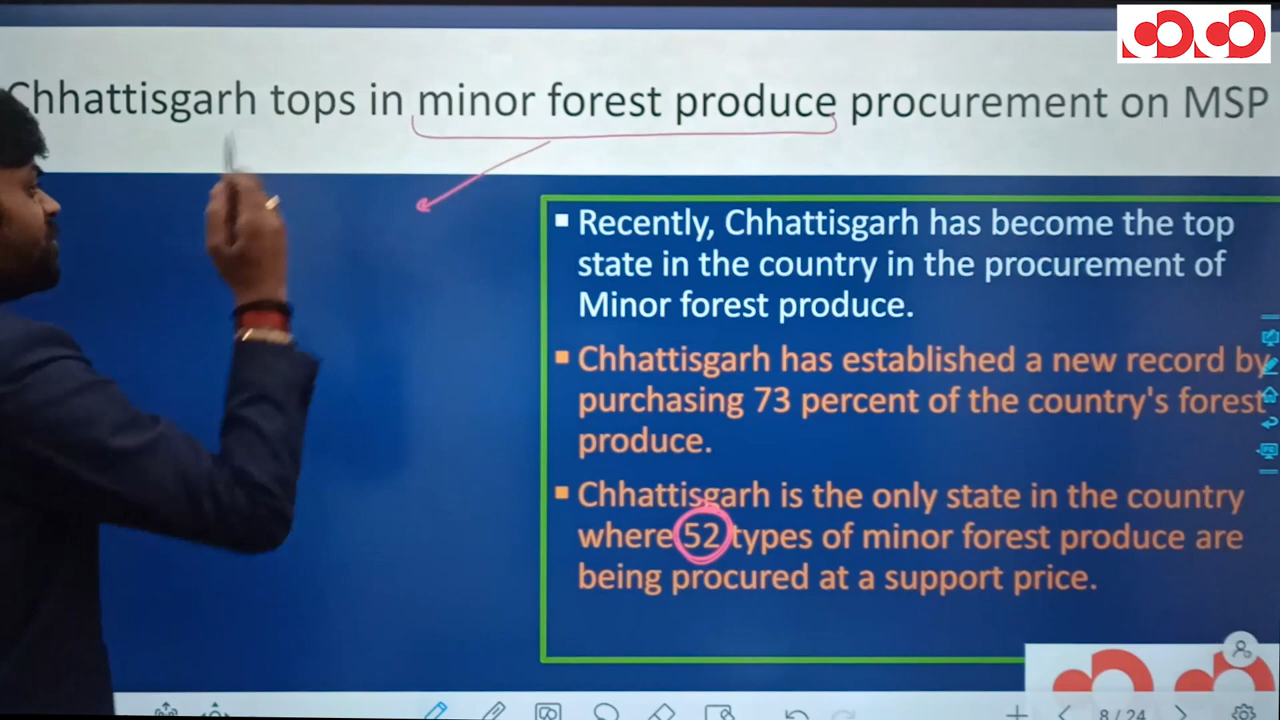 Chhattisgarh tops in minor forest produce procurement on MSP
▪ Recently, Chhattisgarh has become the top
state in the country in the procurement of
Minor forest produce.
▪ Chhattisgarh has established a new record by
purchasing 73 percent of the country's forest
produce.
▪ Chhattisgarh is the only state in the country
where 52 types of minor forest produce are
being procured at a support price.
8/24